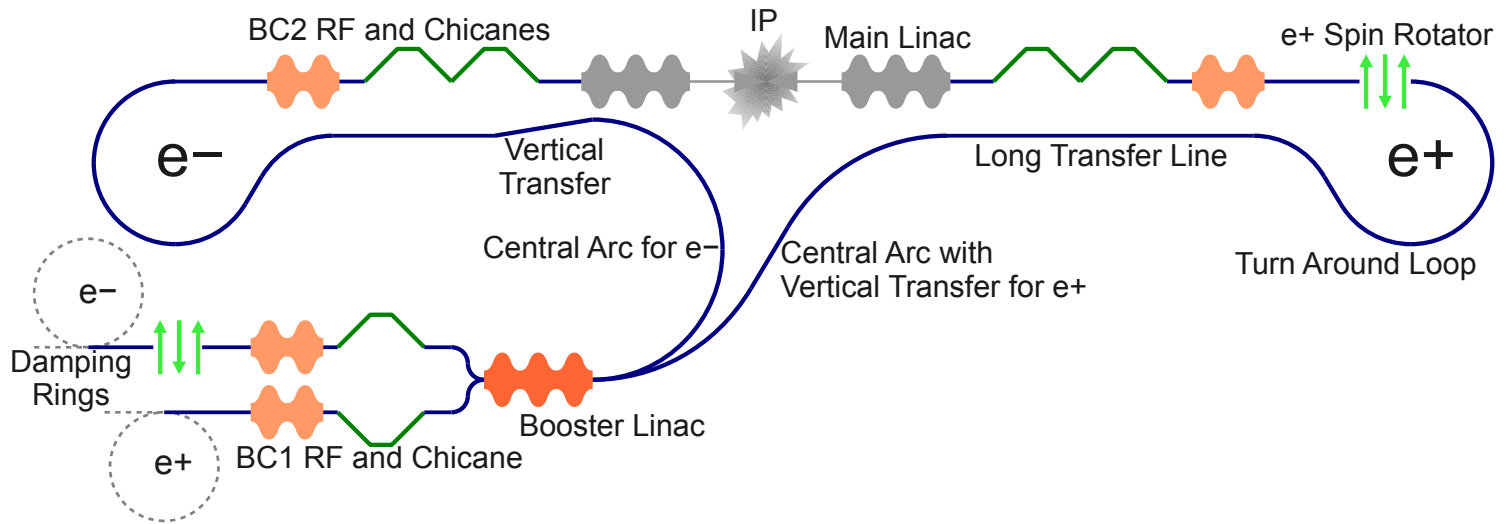 IP
BC2 RF and Chicanes
Main Linac
e+ Spin Rotator
e−
Vertical
Transfer
Long Transfer Line
e+
Central Arc for e−
Central Arc with
Vertical Transfer for e+
Turn Around Loop
e−
Damping
Rings
Booster Linac
e+
BC1 RF and Chicane